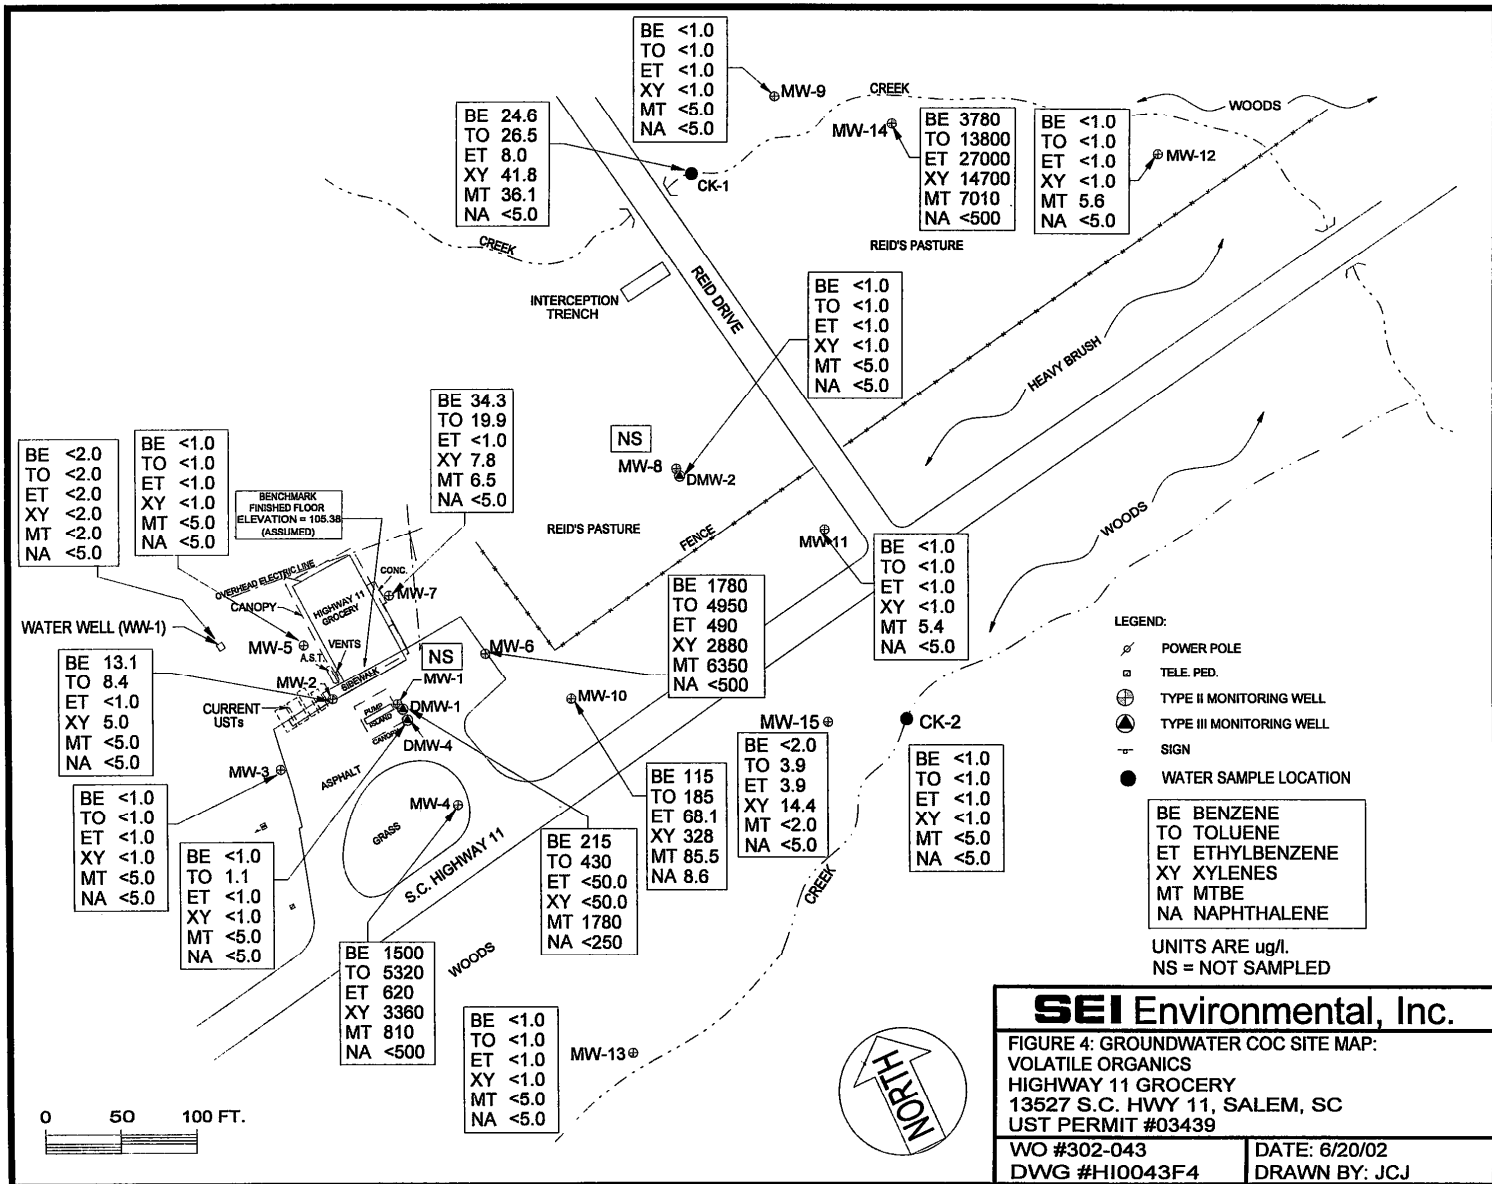 BE <1.0
TO <1.0
ET <1.0
XY <1.0
MT <5.0
NA <5.0
MW-9
CREEK
WOODS
BE 24.6
TO 26.5
ET 8.0
XY 41.8
MT 36.1
NA <5.0
CK-1
MW-14
BE 3780
TO 13800
ET 27000
XY 14700
MT 7010
NA <500
BE <1.0
TO <1.0
ET <1.0
XY <1.0
MT 5.6
NA <5.0
MW-12
CREEK
REID'S PASTURE
INTERCEPTION
TRENCH
REID DRIVE
BE <1.0
TO <1.0
ET <1.0
XY <1.0
MT <5.0
NA <5.0
HEAVY BRUSH
BE 34.3
TO 19.9
ET <1.0
XY 7.8
MT 6.5
NA <5.0
NS
MW-8
DMW-2
BE <2.0
TO <2.0
ET <2.0
XY <2.0
MT <2.0
NA <5.0
BE <1.0
TO <1.0
ET <1.0
XY <1.0
MT <5.0
NA <5.0
BENCHMARK
FINISHED FLOOR
ELEVATION = 105.38
(ASSUMED)
REID'S PASTURE
FENCE
MW-11
WOODS
BE <1.0
TO <1.0
ET <1.0
XY <1.0
MT 5.4
NA <5.0
OVERHEAD ELECTRIC LINE
CONC.
CANOPY
HIGHWAY 11
GROCERY
MW-7
BE 1780
TO 4950
ET 490
XY 2880
MT 6350
NA <500
WATER WELL (WW-1)
MW-5
VENTS
A.S.T.
NS
MW-6
MW-1
SIDEWALK
MW-2
BE 13.1
TO 8.4
ET <1.0
XY 5.0
MT <5.0
NA <5.0
CURRENT
USTs
PUMP
ISLAND
CANOPY
DMW-1
DMW-4
MW-10
MW-15
CK-2
MW-3
ASPHALT
BE <1.0
TO <1.0
ET <1.0
XY <1.0
MT <5.0
NA <5.0
MW-4
GRASS
BE <1.0
TO 1.1
ET <1.0
XY <1.0
MT <5.0
NA <5.0
S.C. HIGHWAY 11
BE 215
TO 430
ET <50.0
XY <50.0
MT 1780
NA <250
BE 115
TO 185
ET 68.1
XY 328
MT 85.5
NA 8.6
BE <2.0
TO 3.9
ET 3.9
XY 14.4
MT <2.0
NA <5.0
BE <1.0
TO <1.0
ET <1.0
XY <1.0
MT <5.0
NA <5.0
CREEK
BE 1500
TO 5320
ET 620
XY 3360
MT 810
NA <500
WOODS
BE <1.0
TO <1.0
ET <1.0
XY <1.0
MT <5.0
NA <5.0
MW-13
LEGEND:
POWER POLE
TELE. PED.
TYPE II MONITORING WELL
TYPE III MONITORING WELL
SIGN
WATER SAMPLE LOCATION
BE BENZENE
TO TOLUENE
ET ETHYLBENZENE
XY XYLENES
MT MTBE
NA NAPHTHALENE
UNITS ARE ug/l.
NS = NOT SAMPLED
0 50 100 FT.
NORTH
SEI Environmental, Inc.
FIGURE 4: GROUNDWATER COC SITE MAP:
VOLATILE ORGANICS
HIGHWAY 11 GROCERY
13527 S.C. HWY 11, SALEM, SC
UST PERMIT #03439
WO #302-043
DWG #HI0043F4
DATE: 6/20/02
DRAWN BY: JCJ